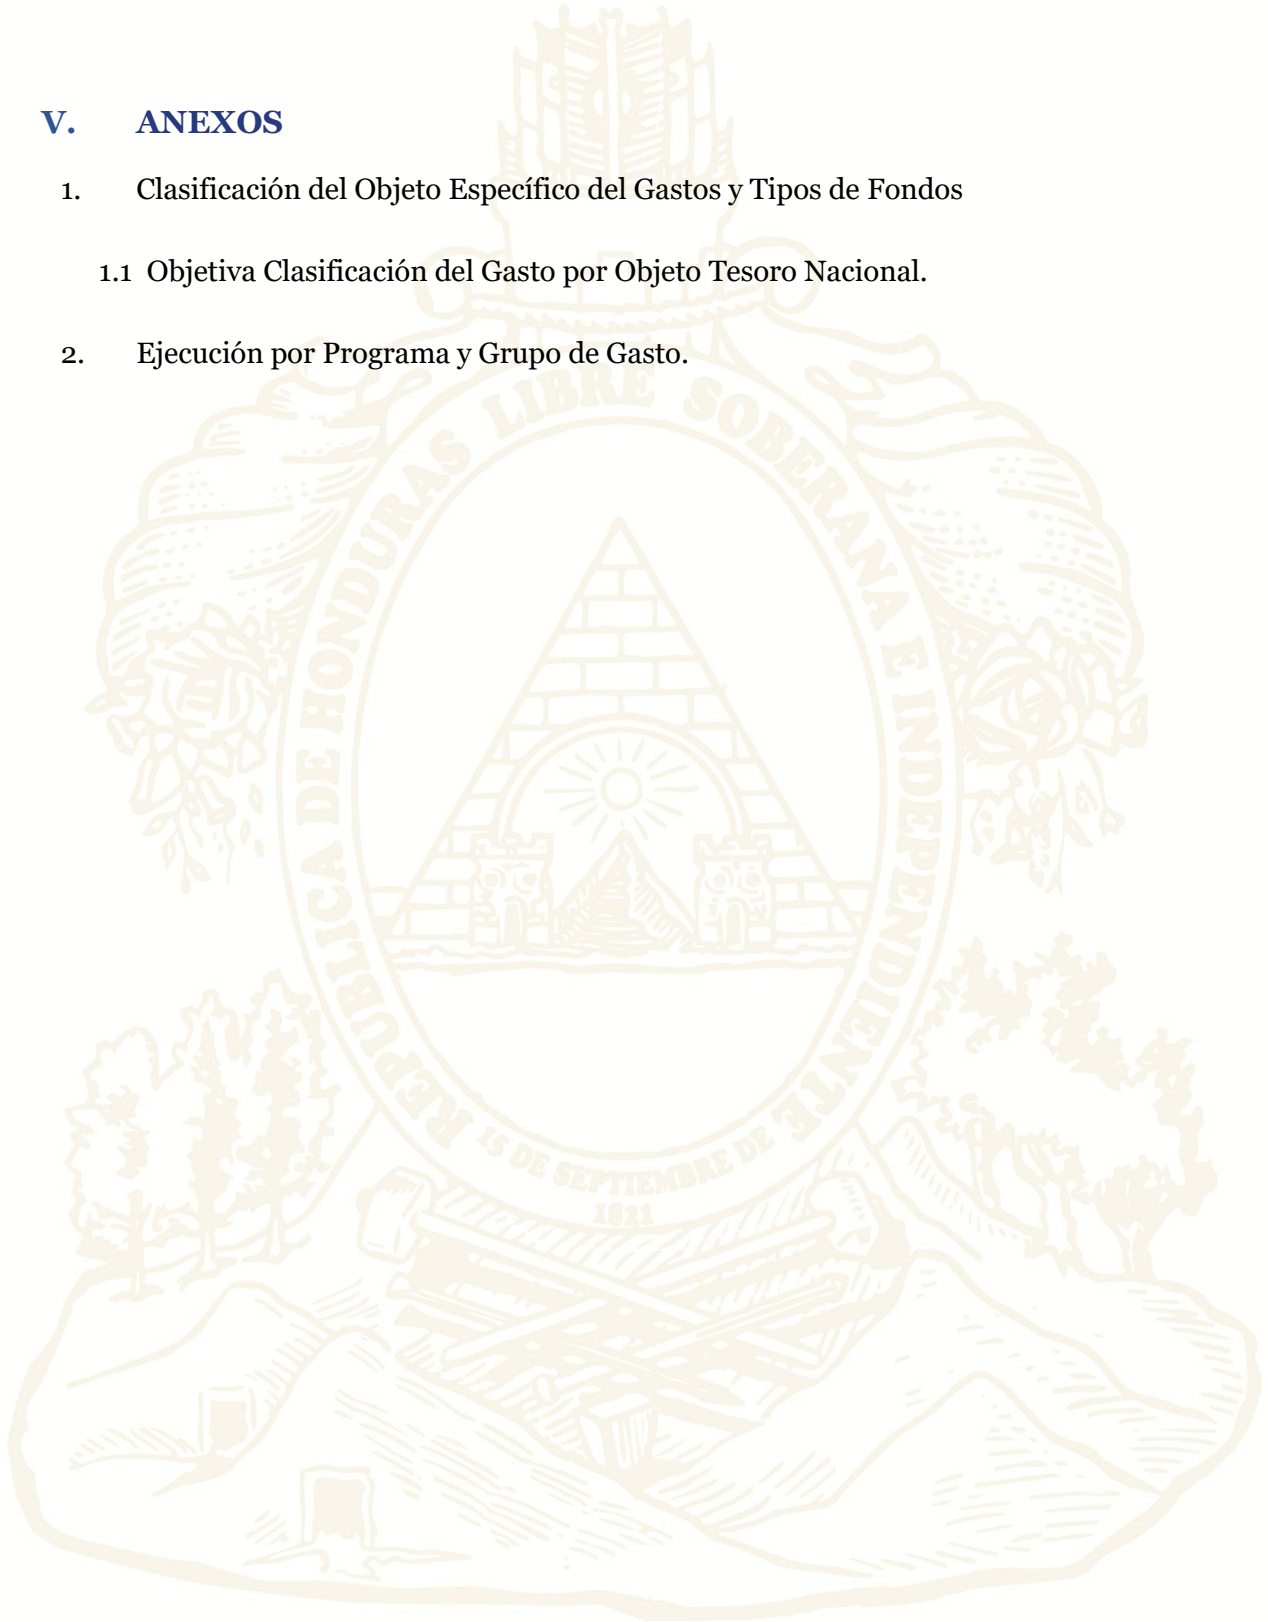 V. ANEXOS
1. Clasificación del Objeto Específico del Gastos y Tipos de Fondos
1.1 Objetiva Clasificación del Gasto por Objeto Tesoro Nacional.
2. Ejecución por Programa y Grupo de Gasto.
REPUBLICA DE HONDURAS LIBRE SOBERANA E INDEPENDIENTE
15 DE SEPTIEMBRE DE
1821